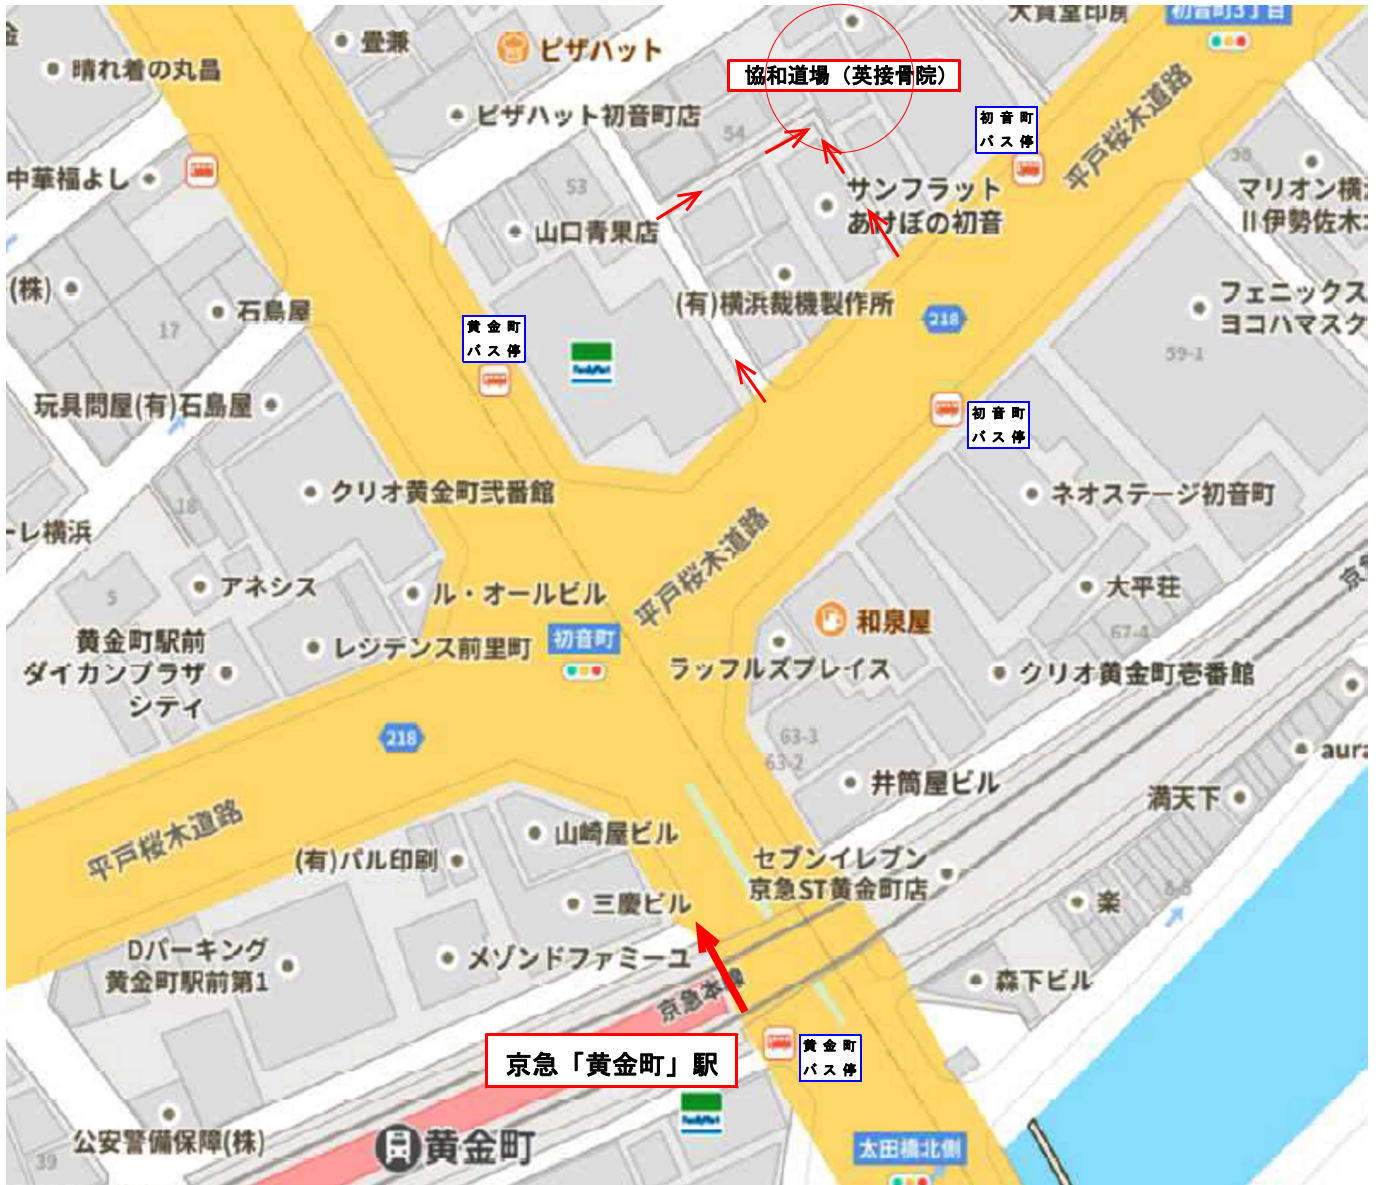 大貫堂印房
初音町3丁目
畳兼
ピザハット
晴れ着の丸昌
協和道場（英接骨院）
ピザハット初音町店
54
初音町
バス停
平戸桜木道路
中華福よし
53
山口青果店
サンフラット
あけぼの初音
98
マリオン横
II伊勢佐木
(株)
石鳥屋
17
(有)横浜裁機製作所
218
フェニックス
ヨコハマスク
59-1
黄金町
バス停
FamilyMart
玩具問屋(有)石島屋
初音町
バス停
クリオ黄金町弐番館
18
ネオステージ初音町
ーレ横浜
平戸桜木道路
アネシス
5
ル・オールビル
大平荘
京急
67-4
和泉屋
黄金町駅前
ダイカンプラザ
シティ
レジデンス前里町
初音町
ラッフルズプレイス
クリオ黄金町壱番館
218
63-3
63-2
井筒屋ビル
aura
満天下
平戸桜木道路
(有)パル印刷
山崎屋ビル
セブンイレブン
京急ST黄金町店
三慶ビル
楽
8-5
Dパーキング
黄金町駅前第1
メゾンドファミーユ
京急本線
森下ビル
京急「黄金町」駅
黄金町
バス停
FamilyMart
公安警備保障(株)
39
黄金町
太田橋北側